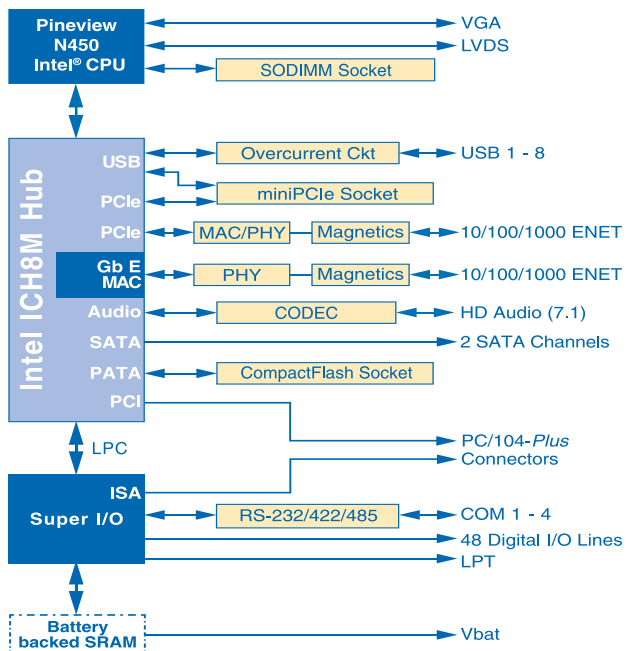 Pineview
N450
Intel® CPU
VGA
LVDS
SODIMM Socket
Intel ICH8M Hub
USB
Overcurrent Ckt
USB 1 - 8
miniPCIe Socket
PCIe
PCIe
MAC/PHY
Magnetics
10/100/1000 ENET
Gb E
MAC
PHY
Magnetics
10/100/1000 ENET
Audio
CODEC
HD Audio (7.1)
SATA
2 SATA Channels
PATA
CompactFlash Socket
PCI
LPC
PC/104-Plus
Connectors
ISA
Super I/O
RS-232/422/485
COM 1 - 4
48 Digital I/O Lines
LPT
Battery
backed SRAM
Vbat